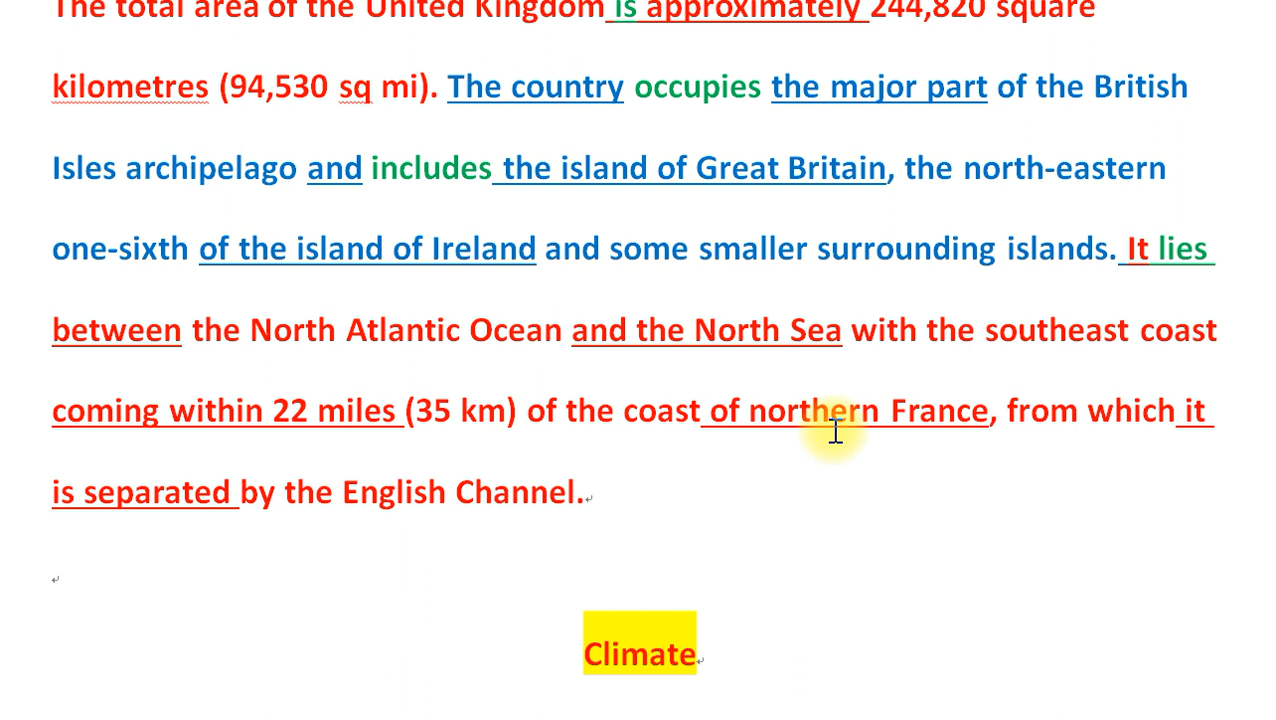 The total area of the United Kingdom is approximately 244,820 square
kilometres (94,530 sq mi). The country occupies the major part of the British
Isles archipelago and includes the island of Great Britain, the north-eastern
one-sixth of the island of Ireland and some smaller surrounding islands. It lies
between the North Atlantic Ocean and the North Sea with the southeast coast
coming within 22 miles (35 km) of the coast of northern France, from which it
is separated by the English Channel.
Climate